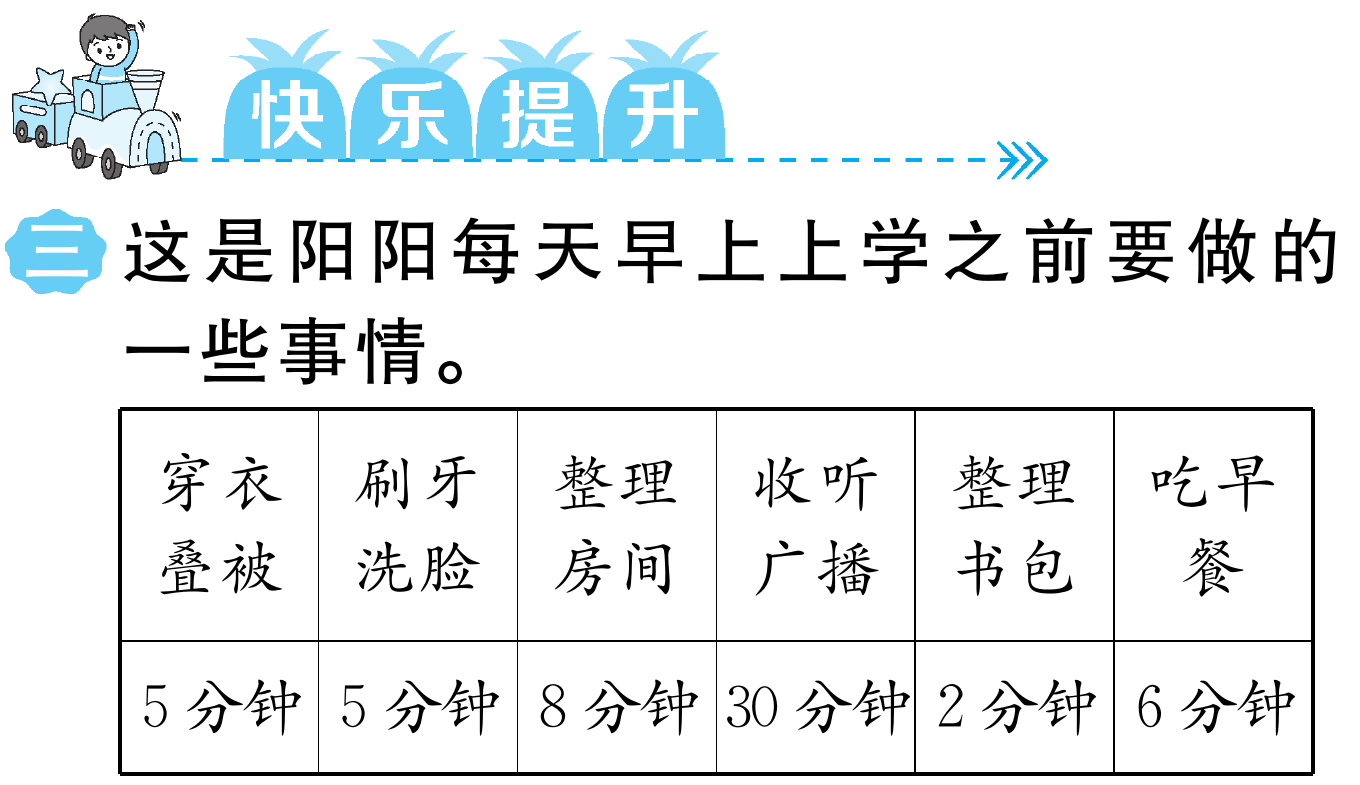 快乐提升
三 这是阳阳每天早上上学之前要做的
一些事情。
穿衣 刷牙 整理 收听 整理 吃早
叠被 洗脸 房间 广播 书包 餐
5分钟 5分钟 8分钟 30分钟 2分钟 6分钟